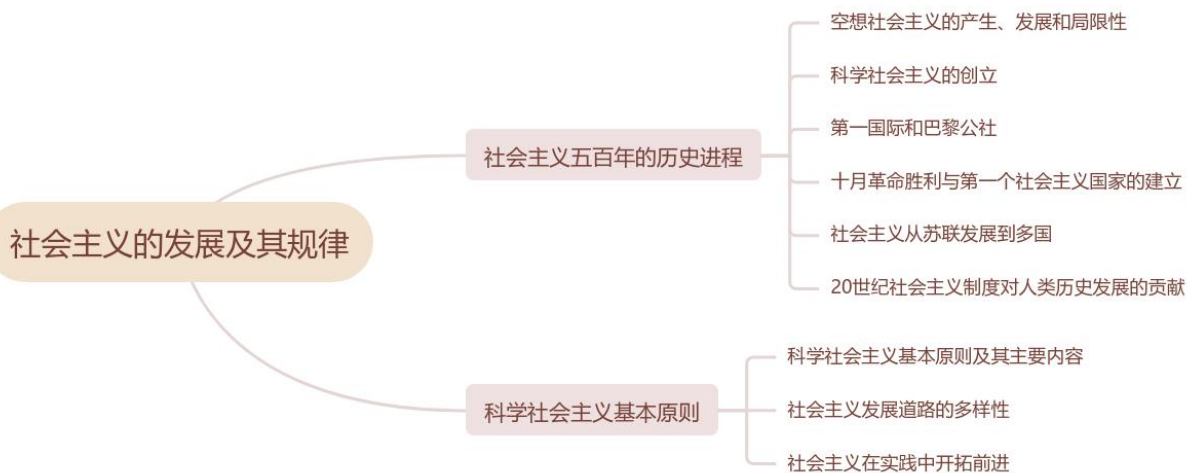 社会主义的发展及其规律
社会主义五百年的历史进程
空想社会主义的产生、发展和局限性
科学社会主义的创立
第一国际和巴黎公社
十月革命胜利与第一个社会主义国家的建立
社会主义从苏联发展到多国
20世纪社会主义制度对人类历史发展的贡献
科学社会主义基本原则
科学社会主义基本原则及其主要内容
社会主义发展道路的多样性
社会主义在实践中开拓前进